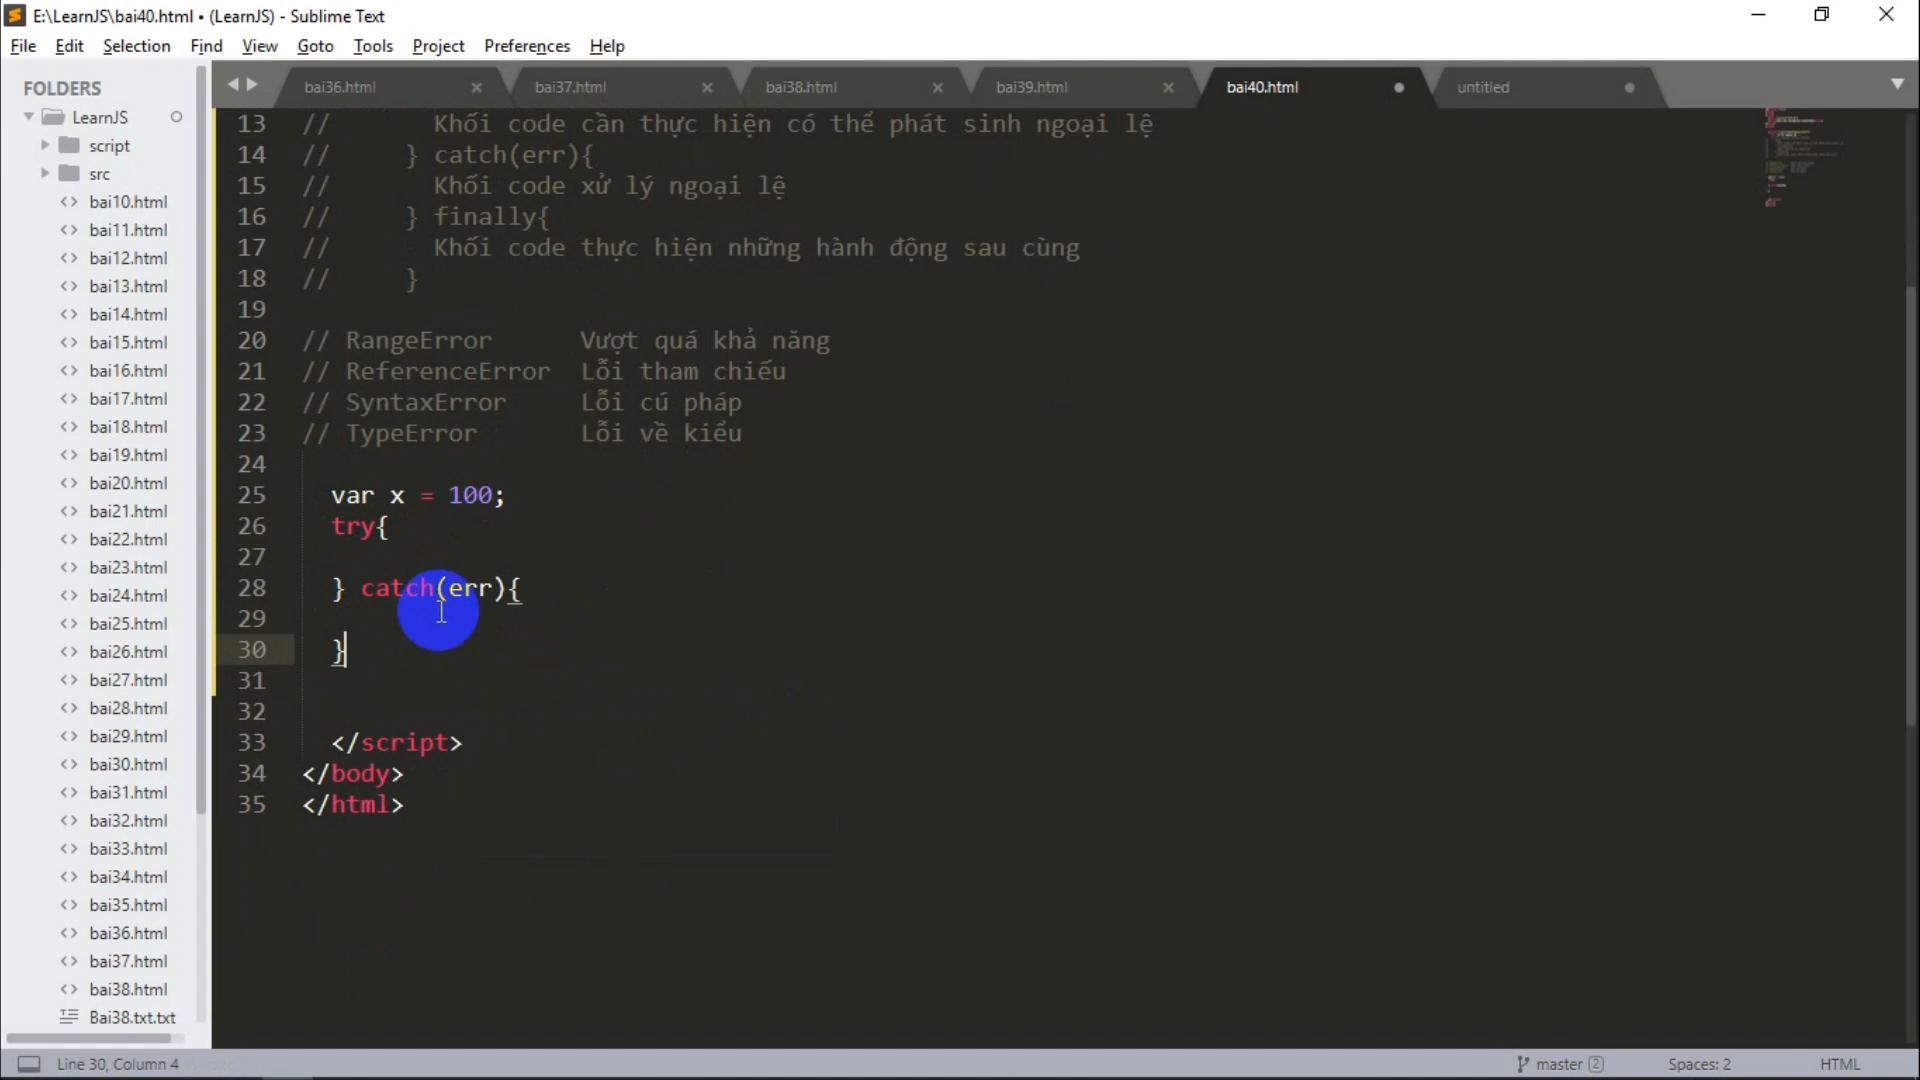 E:\LearnJS\bai40.html • (LearnJS) - Sublime Text
File Edit Selection Find View Goto Tools Project Preferences Help
FOLDERS
LearnJS
script
src
bai10.html
bai11.html
bai12.html
bai13.html
bai14.html
bai15.html
bai16.html
bai17.html
bai18.html
bai19.html
bai20.html
bai21.html
bai22.html
bai23.html
bai24.html
bai25.html
bai26.html
bai27.html
bai28.html
bai29.html
bai30.html
bai31.html
bai32.html
bai33.html
bai34.html
bai35.html
bai36.html
bai37.html
bai38.html
Bai38.txt.txt
bai36.html bai37.html bai38.html bai39.html bai40.html untitled
13 // Khối code cần thực hiện có thể phát sinh ngoại lệ
14 // } catch(err){
15 // Khối code xử lý ngoại lệ
16 // } finally{
17 // Khối code thực hiện những hành động sau cùng
18 // }
19
20 // RangeError Vượt quá khả năng
21 // ReferenceError Lỗi tham chiếu
22 // SyntaxError Lỗi cú pháp
23 // TypeError Lỗi về kiểu
24
25 var x = 100;
26 try{
27
28 } catch(err){
29
30 }
31
32
33 </script>
34 </body>
35 </html>
Line 30, Column 4 master 2 Spaces: 2 HTML